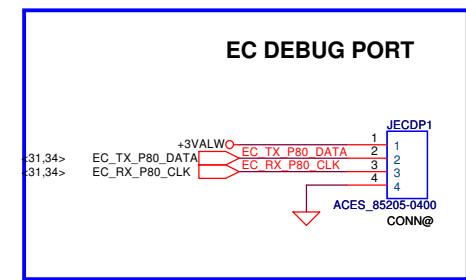 EC DEBUG PORT
JECDP1
+3VALW 1 1
<31,34> EC_TX_P80_DATA EC_TX_P80_DATA 2 2
<31,34> EC_RX_P80_CLK EC_RX_P80_CLK 3 3
4 4
ACES_85205-0400
CONN@